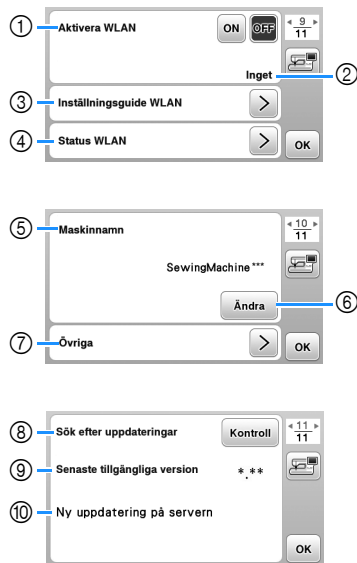 ① Aktivera WLAN ON OFF 9
11
Inget ②
③ Inställningsguide WLAN >
④ Status WLAN > OK
⑤ Maskinnamn 10
11
SewingMachine***
Ändra ⑥
⑦ Övriga > OK
⑧ Sök efter uppdateringar Kontroll 11
11
⑨ Senaste tillgängliga version *.**
⑩ Ny uppdatering på servern
OK